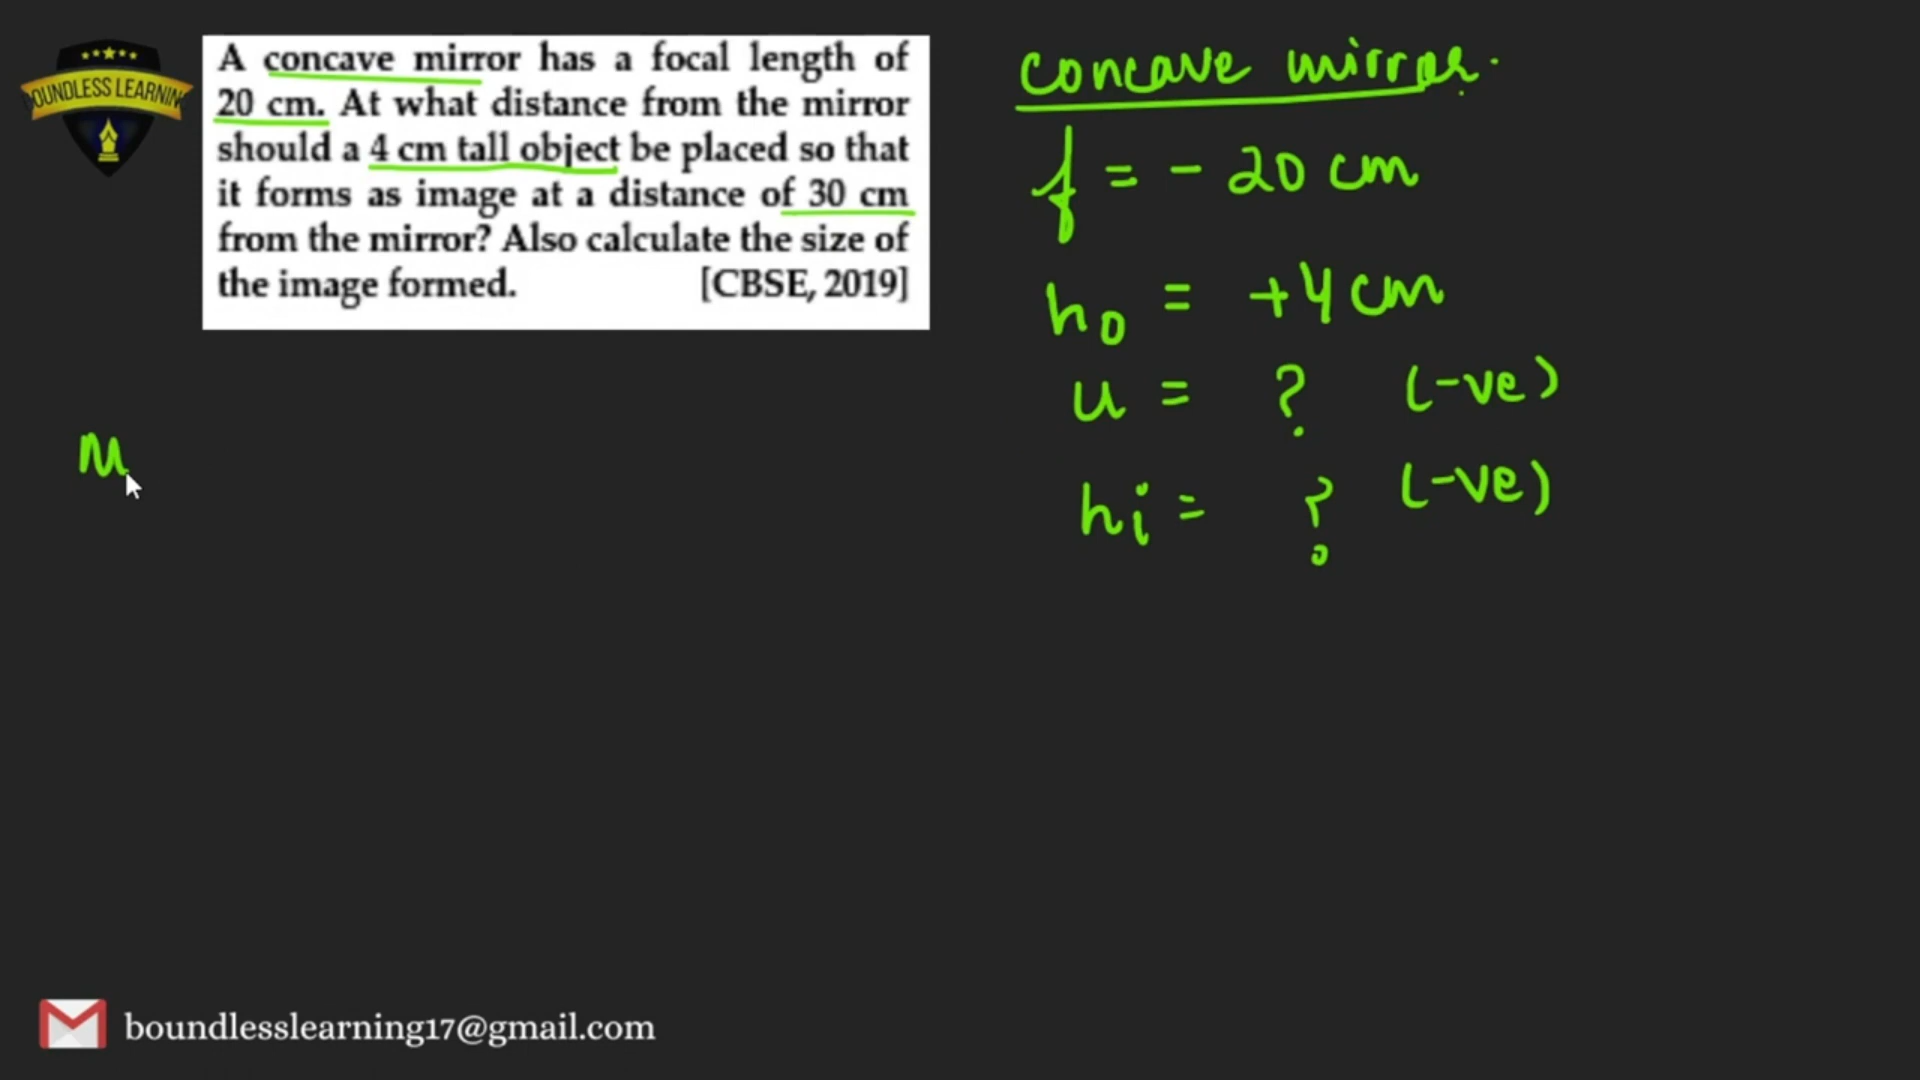 BOUNDLESS LEARNING
A concave mirror has a focal length of
20 cm. At what distance from the mirror
should a 4 cm tall object be placed so that
it forms as image at a distance of 30 cm
from the mirror? Also calculate the size of
the image formed. [CBSE, 2019]
concave mirror.
f = - 20 cm
ho = +4 cm
u = ? (-ve)
hi = ? (-ve)
M
boundlesslearning17@gmail.com